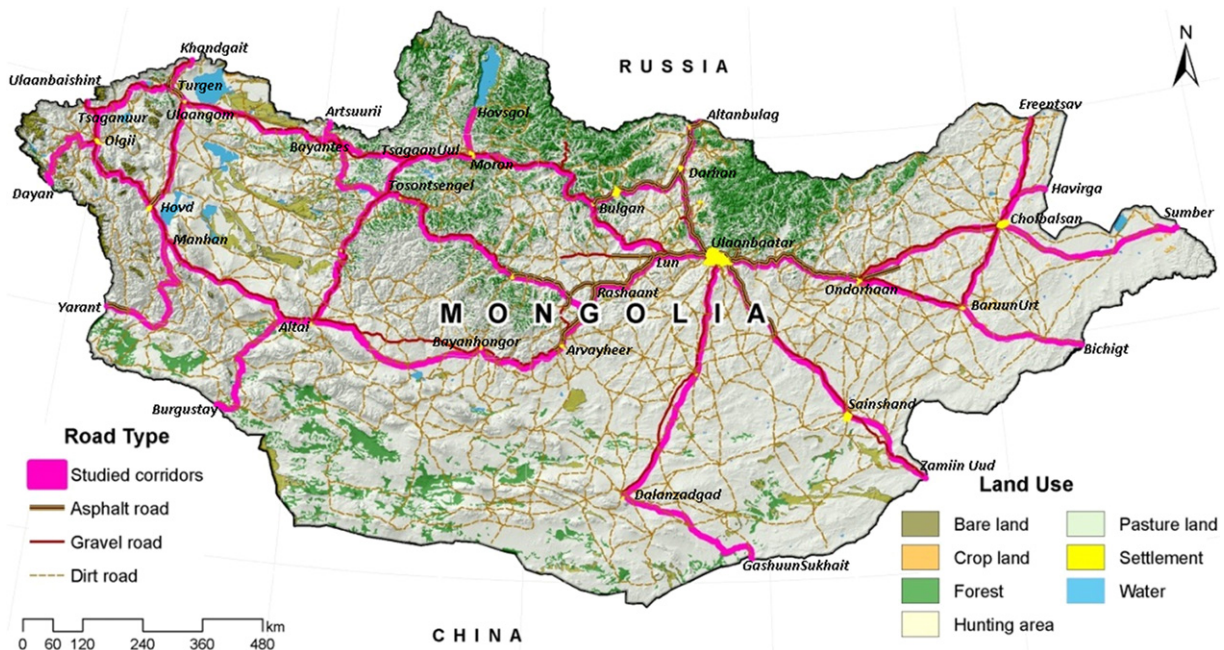 N
RUSSIA
Khandgait
Ulaanbaishint
Turgen
Tsaganuur
Ulaangom
Artsuurii
Hovsgol
Altanbulag
Ereentsav
Olgii
Bayantes
TsagaanUul
Moron
Darhan
Dayan
Tosontsengel
Havirga
Hovd
Bulgan
Cholbalsan
Sumber
Manhan
Ulaanbaatar
Lun
Yarant
Rashaant
Ondorhaan
BaruunUrt
MONGOLIA
Altai
Bayanhongor
Arvayheer
Bichigt
Burgustay
Sainshand
Zamiin Uud
Dalanzadgad
GashuunSukhait
CHINA
Road Type
Studied corridors
Asphalt road
Gravel road
Dirt road
km
0 60 120 240 360 480
Land Use
Bare land
Crop land
Forest
Hunting area
Pasture land
Settlement
Water